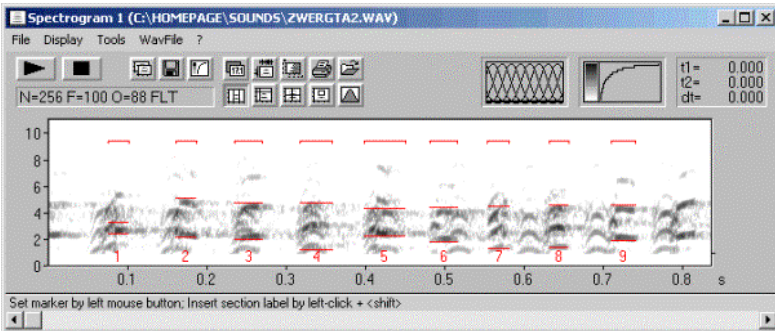 Spectrogram 1 (C:\HOMEPAGE\SOUNDS\ZWERGTA2.WAV)
File Display Tools WavFile ?
t1= 0.000
t2= 0.000
dt= 0.000
N=256 F=100 O=88 FLT
10
8
6
4
2
0
1 2 3 4 5 6 7 8 9
0.1 0.2 0.3 0.4 0.5 0.6 0.7 0.8 s
Set marker by left mouse button; Insert section label by left-click + <shift>